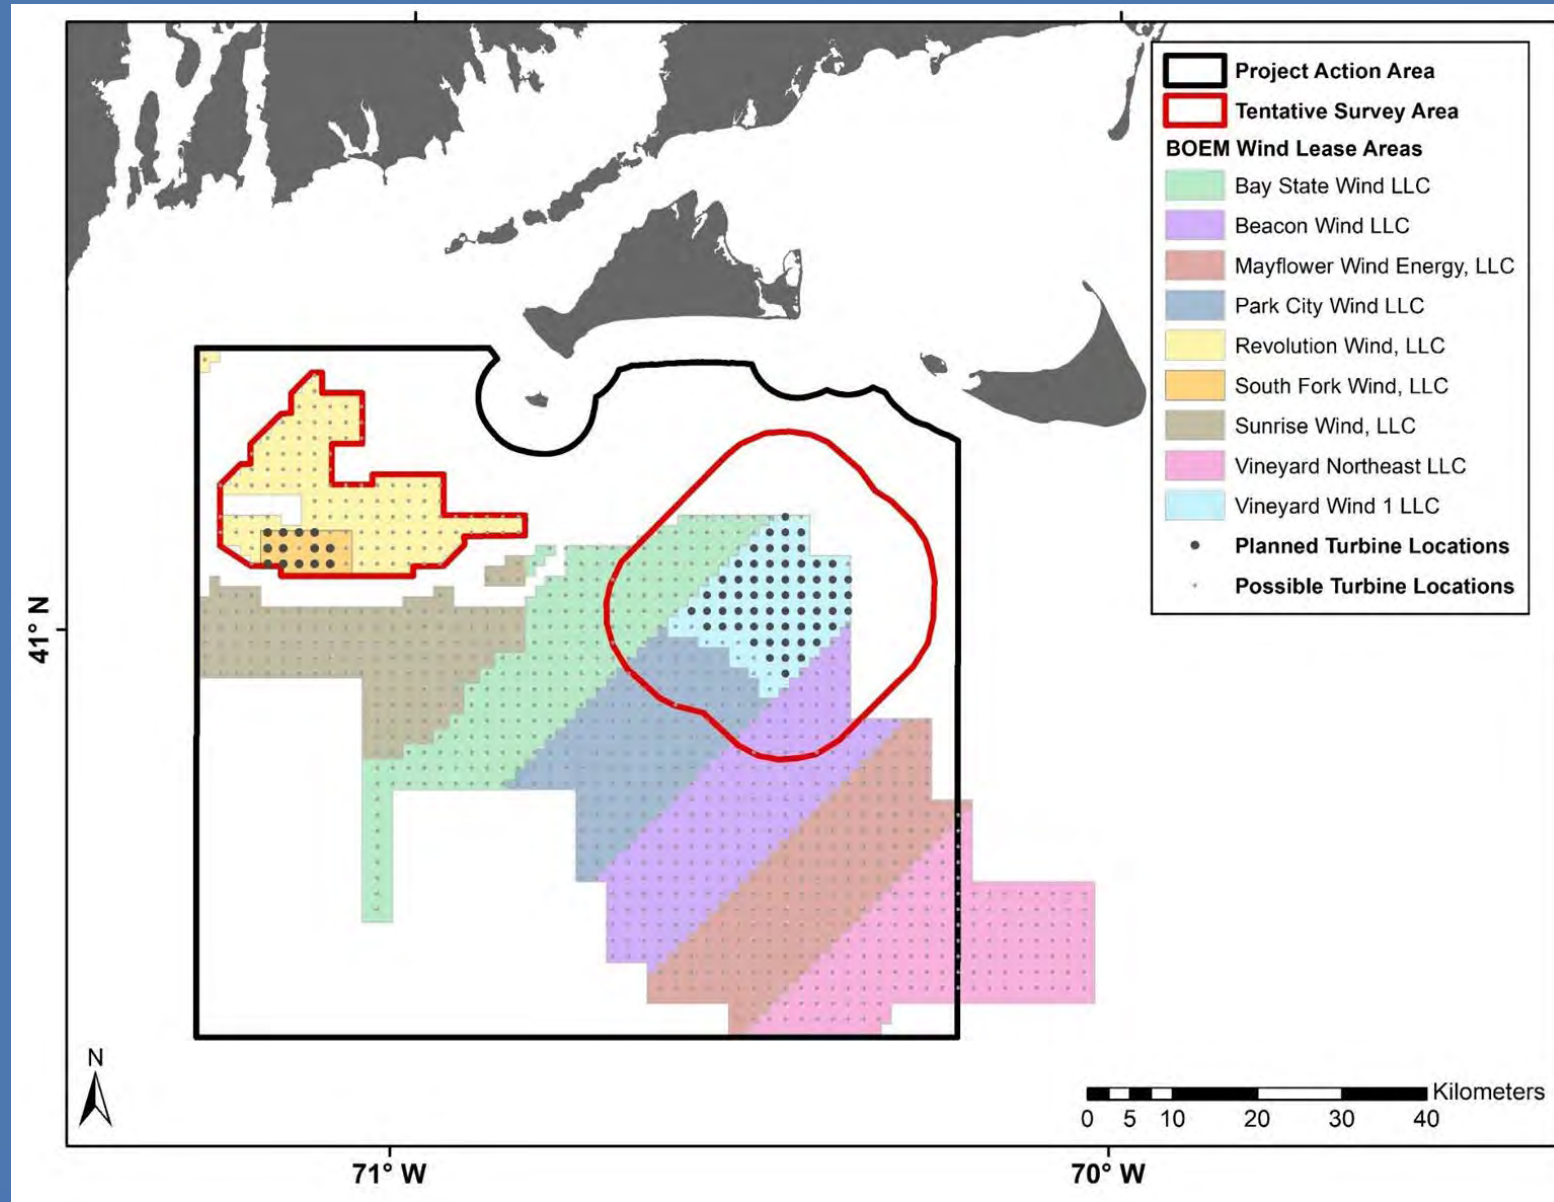 Project Action Area
Tentative Survey Area
BOEM Wind Lease Areas
Bay State Wind LLC
Beacon Wind LLC
Mayflower Wind Energy, LLC
Park City Wind LLC
Revolution Wind, LLC
South Fork Wind, LLC
Sunrise Wind, LLC
Vineyard Northeast LLC
Vineyard Wind 1 LLC
Planned Turbine Locations
Possible Turbine Locations
41° N
N
Kilometers
0 5 10 20 30 40
71° W
70° W